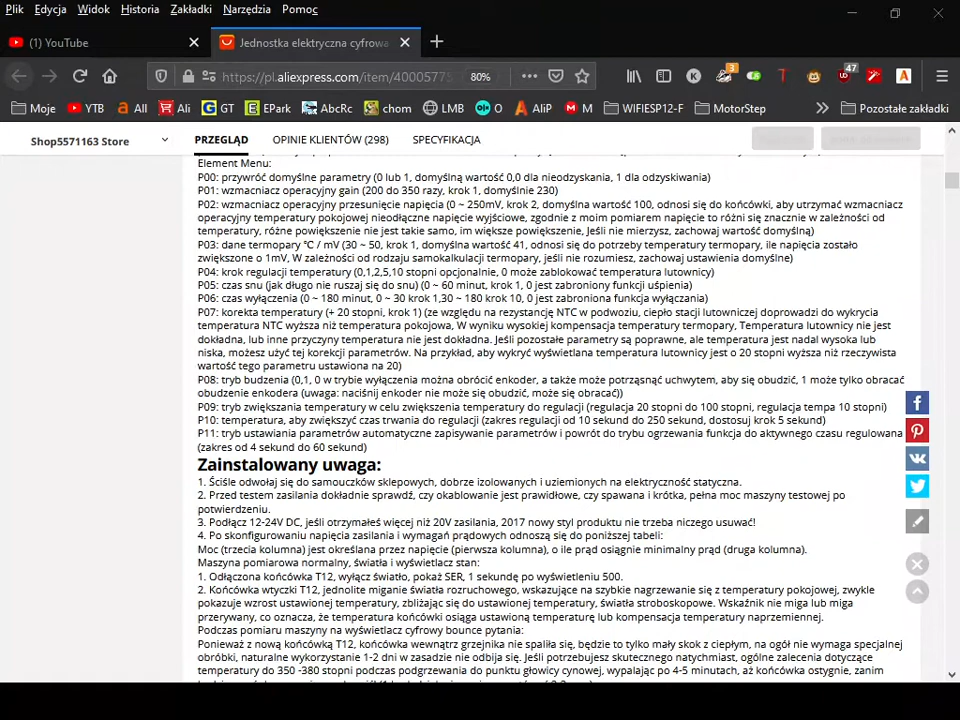 Plik Edycja Widok Historia Zakładki Narzędzia Pomoc
(1) YouTube
Jednostka elektryczna cyfrowa
https://pl.aliexpress.com/item/40005775 80%
3
47
Moje YTB All Ali GT EPark AbcRc chom LMB O AliP M WIFIESP12-F MotorStep Pozostałe zakładki
Shop5571163 Store PRZEGLĄD OPINIE KLIENTÓW (298) SPECYFIKACJA
Element Menu:
P00: przywróć domyślne parametry (0 lub 1, domyślną wartość 0,0 dla nieodzyskania, 1 dla odzyskiwania)
P01: wzmacniacz operacyjny gain (200 do 350 razy, krok 1, domyślnie 230)
P02: wzmacniacz operacyjny przesunięcie napięcia (0 ~ 250mV, krok 2, domyślna wartość 100, odnosi się do końcówki, aby utrzymać wzmacniacz
operacyjny temperatury pokojowej nieodłączne napięcie wyjściowe, zgodnie z moim pomiarem napięcie to różni się znacznie w zależności od
temperatury, różne powiększenie nie jest takie samo, im większe powiększenie, Jeśli nie mierzysz, zachowaj wartość domyślną)
P03: dane termopary ℃ / mV (30 ~ 50, krok 1, domyślna wartość 41, odnosi się do potrzeby temperatury termopary, ile napięcia zostało
zwiększone o 1mV, W zależności od rodzaju samokalkulacji termopary, jeśli nie rozumiesz, zachowaj ustawienia domyślne)
P04: krok regulacji temperatury (0,1,2,5,10 stopni opcjonalnie, 0 może zablokować temperatura lutownicy)
P05: czas snu (jak długo nie ruszaj się do snu) (0 ~ 60 minut, krok 1, 0 jest zabroniony funkcji uśpienia)
P06: czas wyłączenia (0 ~ 180 minut, 0 ~ 30 krok 1,30 ~ 180 krok 10, 0 jest zabroniona funkcja wyłączania)
P07: korekta temperatury (+ 20 stopni, krok 1) (ze względu na rezystancję NTC w podwoziu, ciepło stacji lutowniczej doprowadzi do wykrycia
temperatura NTC wyższa niż temperatura pokojowa, W wyniku wysokiej kompensacja temperatury termopary, Temperatura lutownicy nie jest
dokładna, lub inne przyczyny temperatura nie jest dokładna. Jeśli pozostałe parametry są poprawne, ale temperatura jest nadal wysoka lub
niska, możesz użyć tej korekcji parametrów. Na przykład, aby wykryć wyświetlana temperatura lutownicy jest o 20 stopni wyższa niż rzeczywista
wartość tego parametru ustawiona na 20)
P08: tryb budzenia (0,1, 0 w trybie wyłączenia można obrócić enkoder, a także może potrząsnąć uchwytem, aby się obudzić, 1 może tylko obracać
obudzenie enkodera (uwaga: naciśnij enkoder nie może się obudzić, może się obracać))
P09: tryb zwiększania temperatury w celu zwiększenia temperatury do regulacji (regulacja 20 stopni do 100 stopni, regulacja tempa 10 stopni)
P10: temperatura, aby zwiększyć czas trwania do regulacji (zakres regulacji od 10 sekund do 250 sekund, dostosuj krok 5 sekund)
P11: tryb ustawiania parametrów automatyczne zapisywanie parametrów i powrót do trybu ogrzewania funkcja do aktywnego czasu regulowana
(zakres od 4 sekund do 60 sekund)
Zainstalowany uwaga:
1. Ściśle odwołaj się do samouczków sklepowych, dobrze izolowanych i uziemionych na elektryczność statyczna.
2. Przed testem zasilania dokładnie sprawdź, czy okablowanie jest prawidłowe, czy spawana i krótka, pełna moc maszyny testowej po
potwierdzeniu.
3. Podłącz 12-24V DC, jeśli otrzymałeś więcej niż 20V zasilania, 2017 nowy styl produktu nie trzeba niczego usuwać!
4. Po skonfigurowaniu napięcia zasilania i wymagań prądowych odnoszą się do poniższej tabeli:
Moc (trzecia kolumna) jest określana przez napięcie (pierwsza kolumna), o ile prąd osiągnie minimalny prąd (druga kolumna).
Maszyna pomiarowa normalny, światła i wyświetlacz stan:
1. Odłączona końcówka T12, wyłącz światło, pokaż SER, 1 sekundę po wyświetleniu 500.
2. Końcówka wtyczki T12, jednolite miganie światła rozruchowego, wskazujące na szybkie nagrzewanie się z temperatury pokojowej, zwykle
pokazuje wzrost ustawionej temperatury, zbliżając się do ustawionej temperatury, światła stroboskopowe. Wskaźnik nie miga lub miga
przerywany, co oznacza, że temperatura końcówki osiąga ustawioną temperaturę lub kompensacja temperatury naprzemiennej.
Podczas pomiaru maszyny na wyświetlacz cyfrowy bounce pytania:
Ponieważ z nową końcówką T12, końcówka wewnątrz grzejnika nie spaliła się, będzie to tylko mały skok z ciepłem, na ogół nie wymaga specjalnej
obróbki, naturalne wykorzystanie 1-2 dni w zasadzie nie odbija się. Jeśli potrzebujesz skutecznego natychmiast, ogólne zalecenia dotyczące
temperatury do 350 -380 stopni podczas podgrzewania do punktu głowicy cynowej, wypalając po 4-5 minutach, aż końcówka ostygnie, zanim